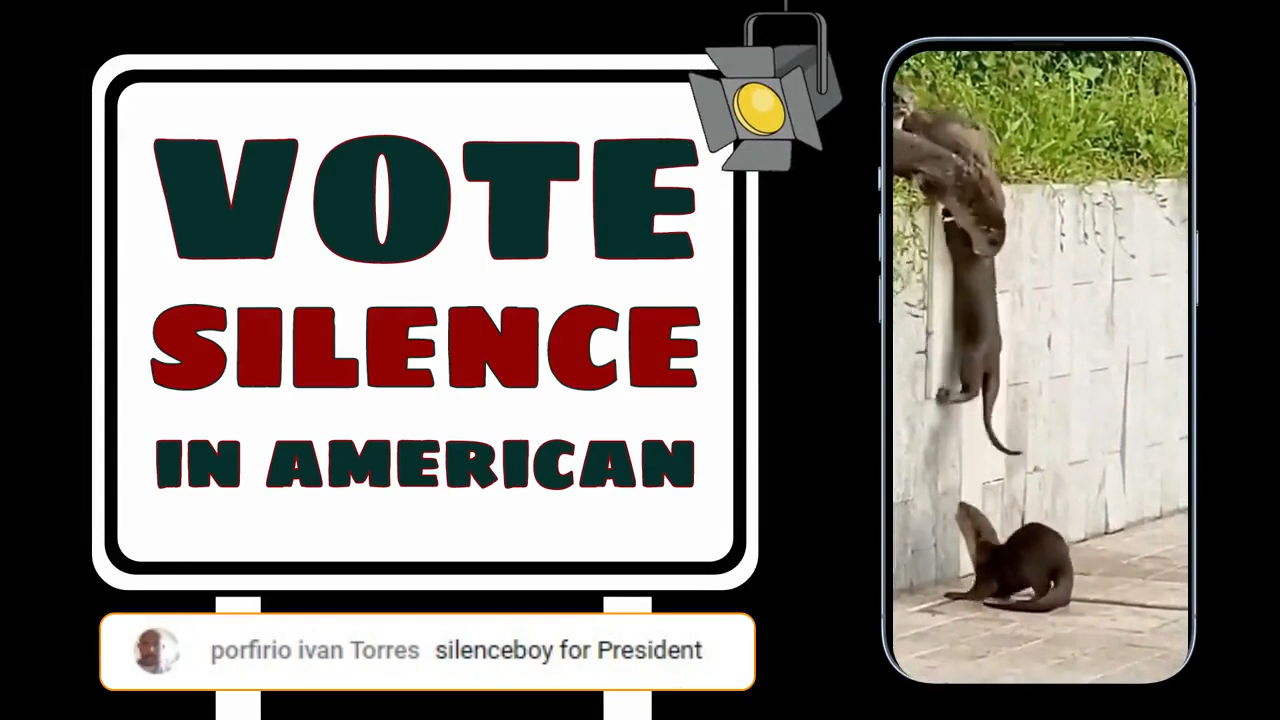 VOTE
SILENCE
IN AMERICAN
porfirio ivan Torres silenceboy for President